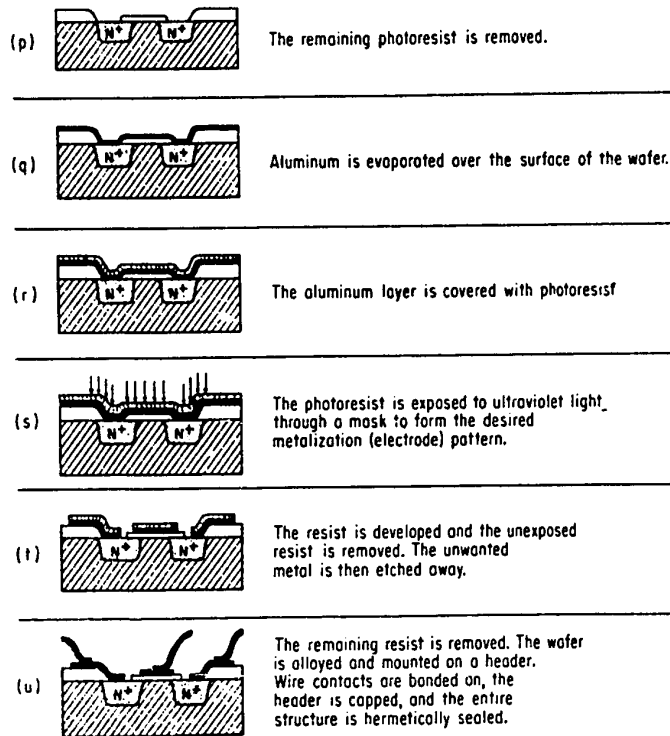 (p)
N+ N+
The remaining photoresist is removed.
(q)
N+ N+
Aluminum is evaporated over the surface of the wafer.
(r)
N+ N+
The aluminum layer is covered with photoresist
(s)
N+ N+
The photoresist is exposed to ultraviolet light
through a mask to form the desired
metalization (electrode) pattern.
(t)
N+ N+
The resist is developed and the unexposed
resist is removed. The unwanted
metal is then etched away.
(u)
N+ N+
The remaining resist is removed. The wafer
is alloyed and mounted on a header.
Wire contacts are bonded on, the
header is capped, and the entire
structure is hermetically sealed.